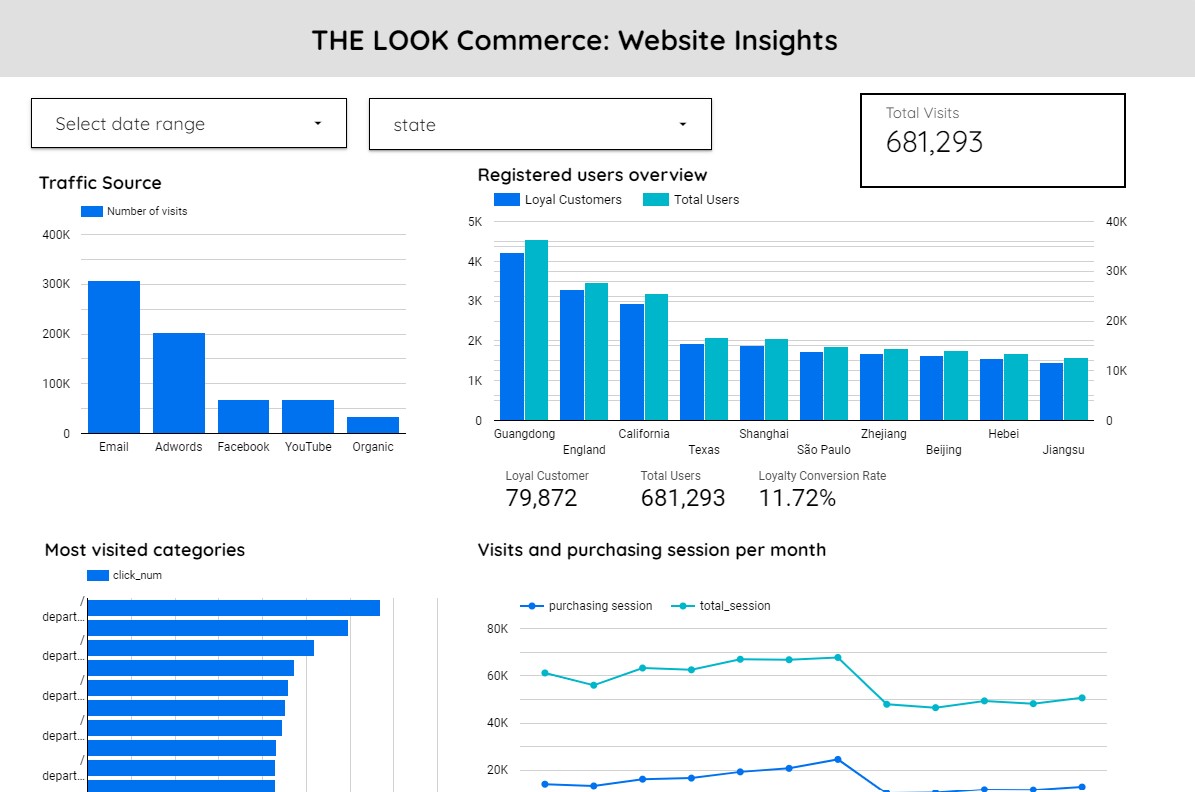 THE LOOK Commerce: Website Insights
Select date range
state
Total Visits
681,293
Traffic Source
Number of visits
400K
300K
200K
100K
0
Email Adwords Facebook YouTube Organic
Registered users overview
Loyal Customers Total Users
5K 40K
4K 30K
3K 20K
2K 10K
1K
0 0
Guangdong California Shanghai Zhejiang Hebei
England Texas São Paulo Beijing Jiangsu
Loyal Customer Total Users Loyalty Conversion Rate
79,872 681,293 11.72%
Most visited categories
click_num
/
depart...
/
depart...
/
depart...
/
depart...
/
depart...
Visits and purchasing session per month
purchasing session total_session
80K
60K
40K
20K